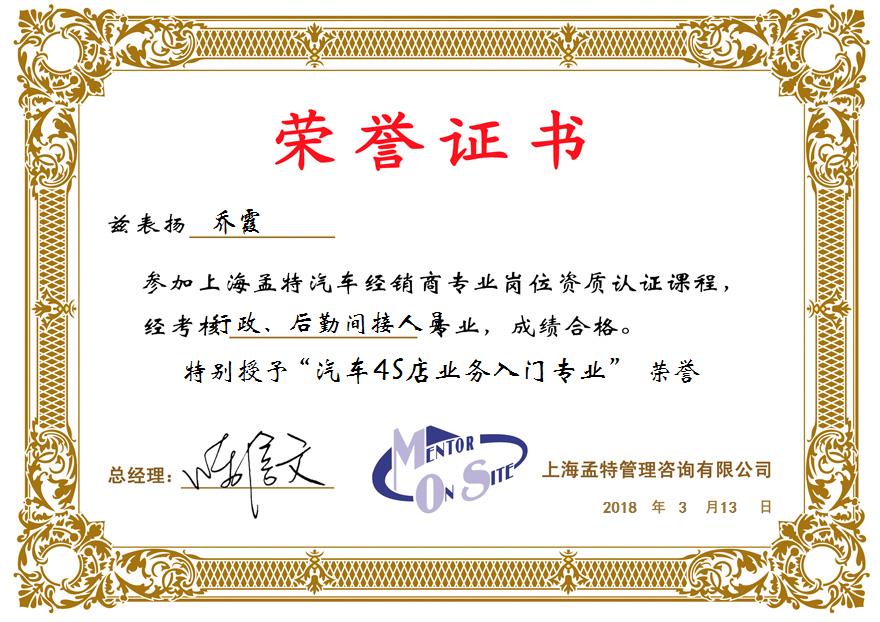 荣誉证书
兹表扬 乔霞
参加上海孟特汽车经销商专业岗位资质认证课程，
经考核行政、后勤间接人员专业，成绩合格。
特别授予“汽车4S店业务入门专业” 荣誉
总经理：
MENTOR
ON SITE
上海孟特管理咨询有限公司
2018 年 3 月13 日